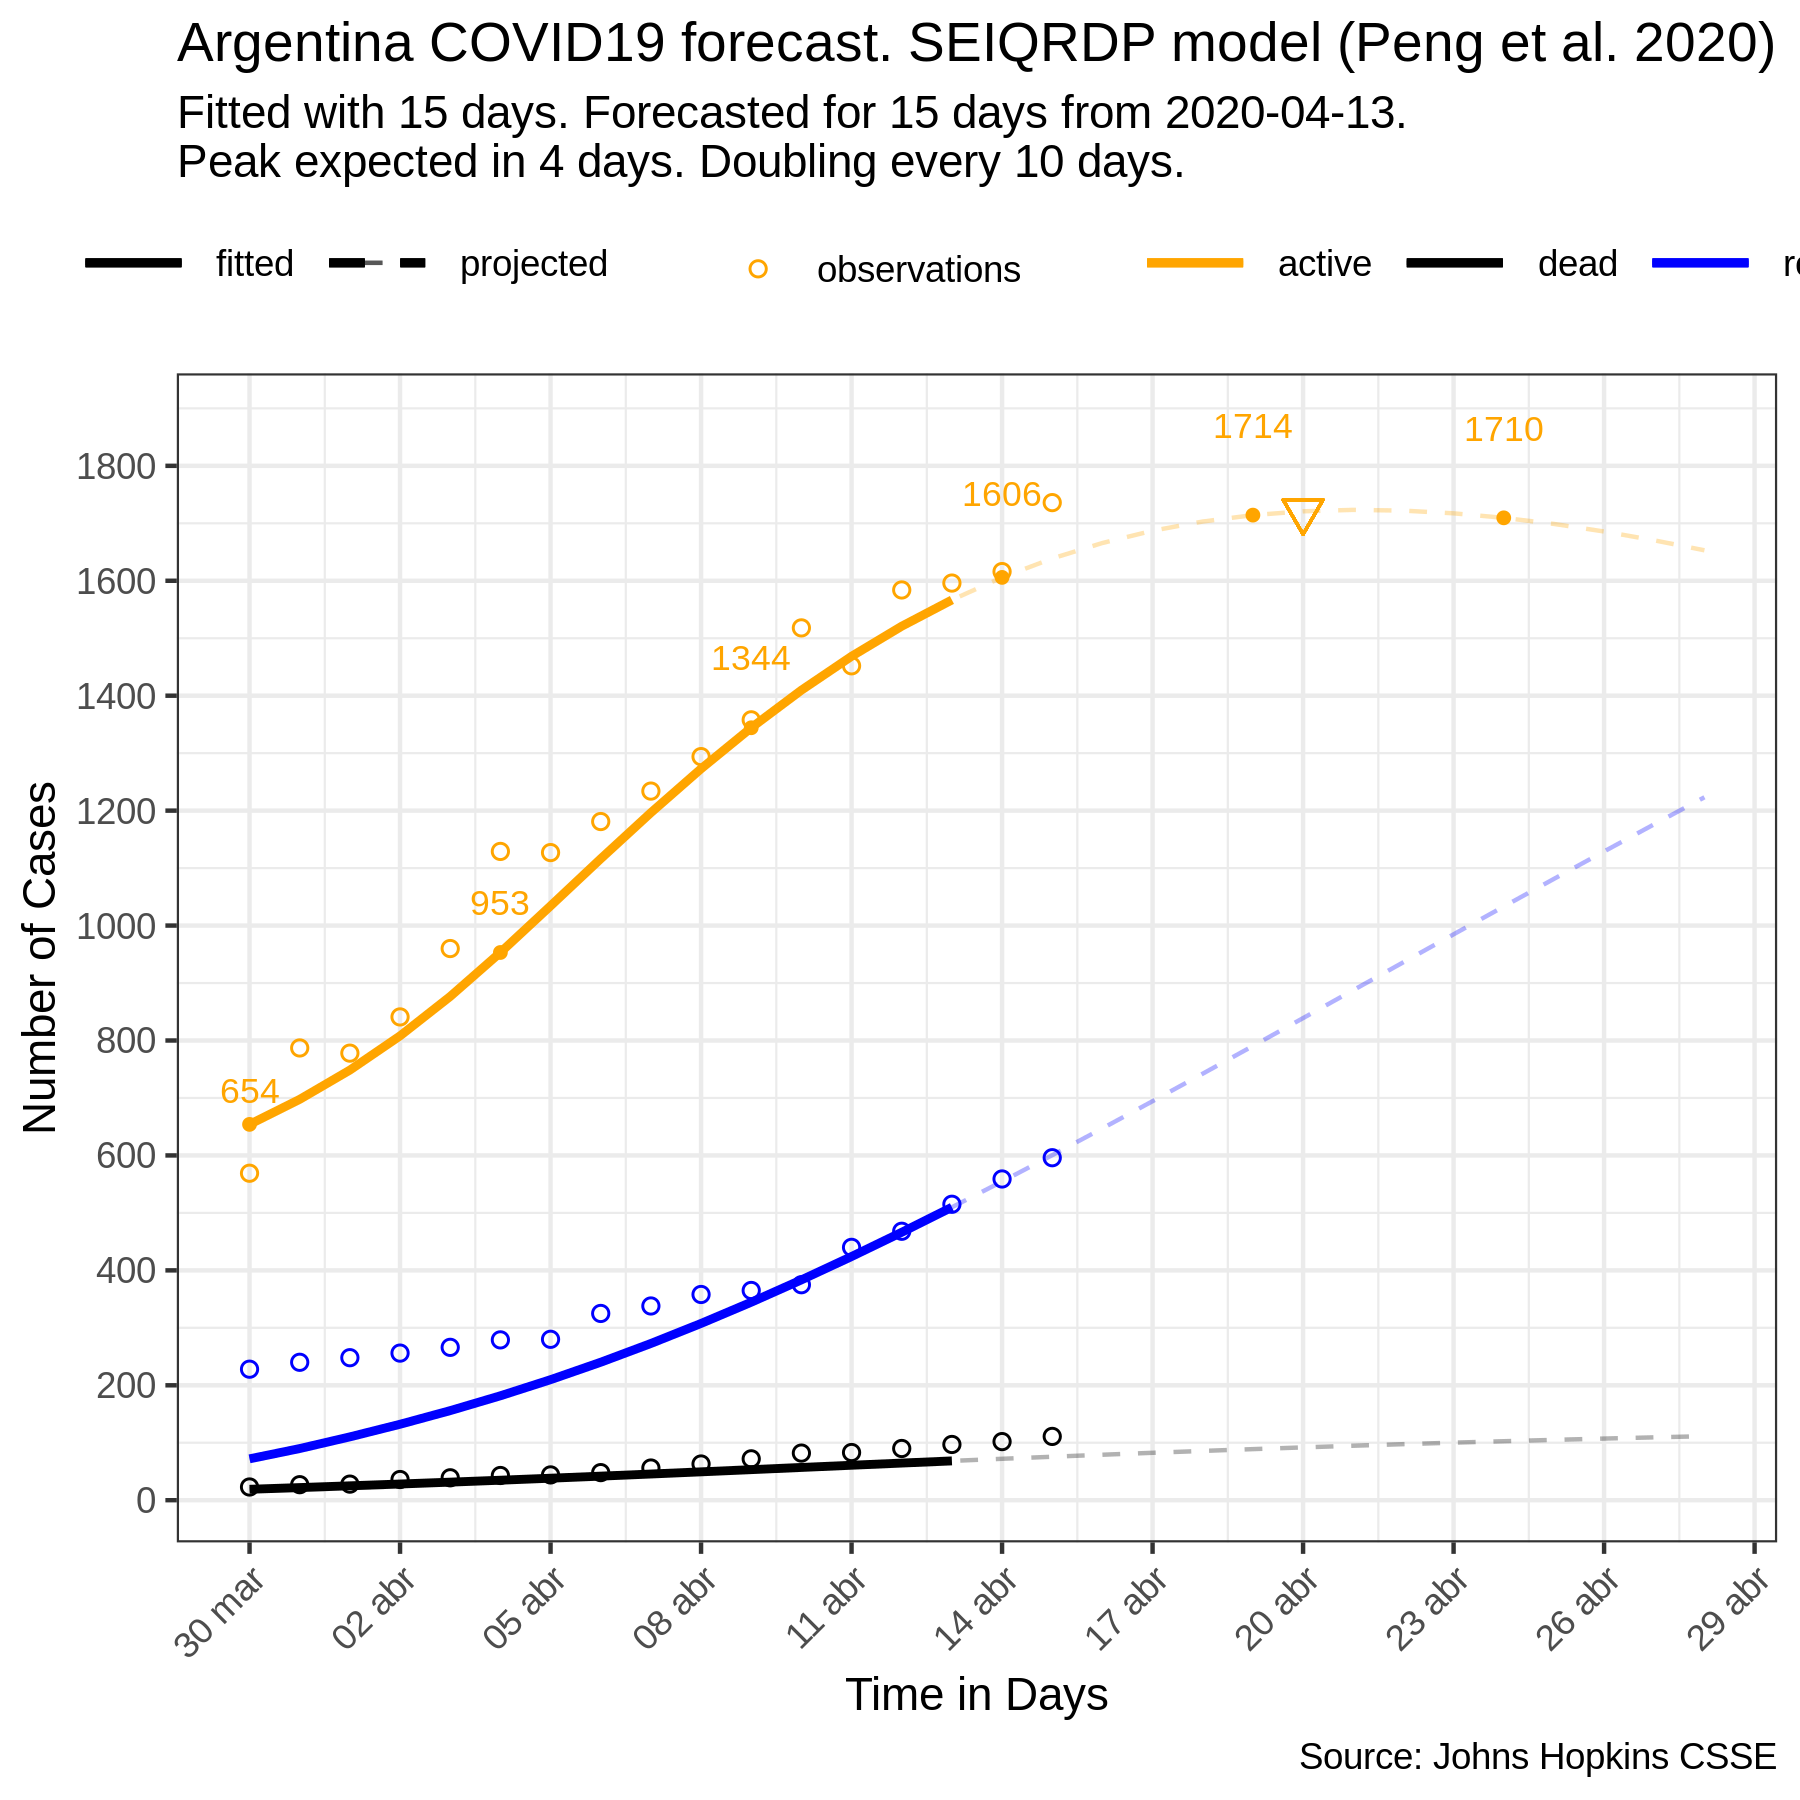 Argentina COVID19 forecast. SEIQRDP model (Peng et al. 2020)
Fitted with 15 days. Forecasted for 15 days from 2020-04-13.
Peak expected in 4 days. Doubling every 10 days.
fitted projected observations active dead
1714 1710
1606
1344
953
654
1800
1600
1400
1200
1000
800
600
400
200
0
Number of Cases
30 mar 02 abr 05 abr 08 abr 11 abr 14 abr 17 abr 20 abr 23 abr 26 abr 29 abr
Time in Days
Source: Johns Hopkins CSSE